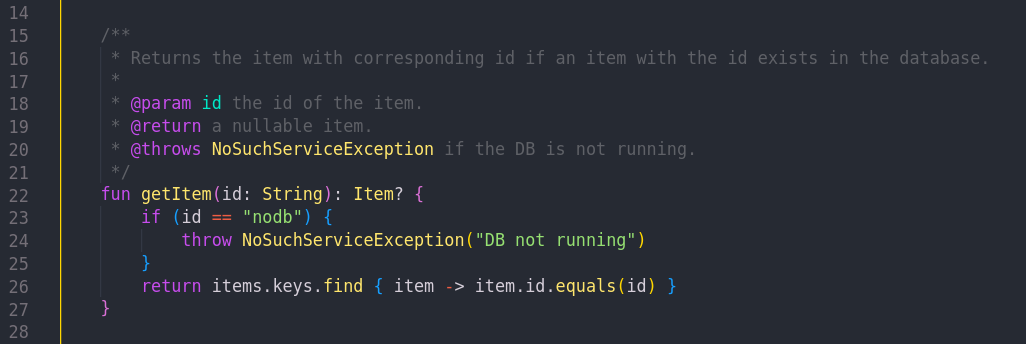 14
15 /**
16 * Returns the item with corresponding id if an item with the id exists in the database.
17 *
18 * @param id the id of the item.
19 * @return a nullable item.
20 * @throws NoSuchServiceException if the DB is not running.
21 */
22 fun getItem(id: String): Item? {
23 if (id == "nodb") {
24 throw NoSuchServiceException("DB not running")
25 }
26 return items.keys.find { item -> item.id.equals(id) }
27 }
28